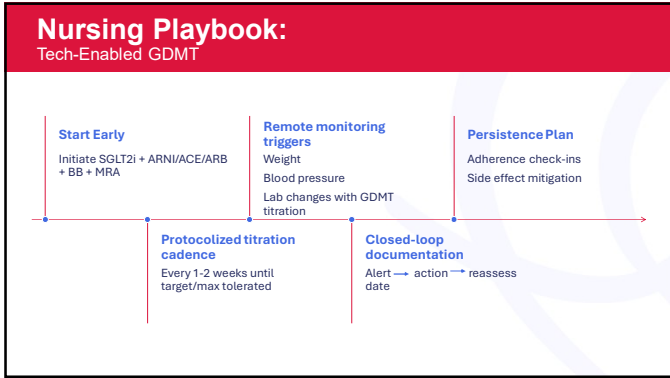 Nursing Playbook:
Tech-Enabled GDMT
Start Early
Initiate SGLT2i + ARNI/ACE/ARB
+ BB + MRA
Protocolized titration
cadence
Every 1-2 weeks until
target/max tolerated
Remote monitoring
triggers
Weight
Blood pressure
Lab changes with GDMT
titration
Closed-loop
documentation
Alert → action → reassess
date
Persistence Plan
Adherence check-ins
Side effect mitigation